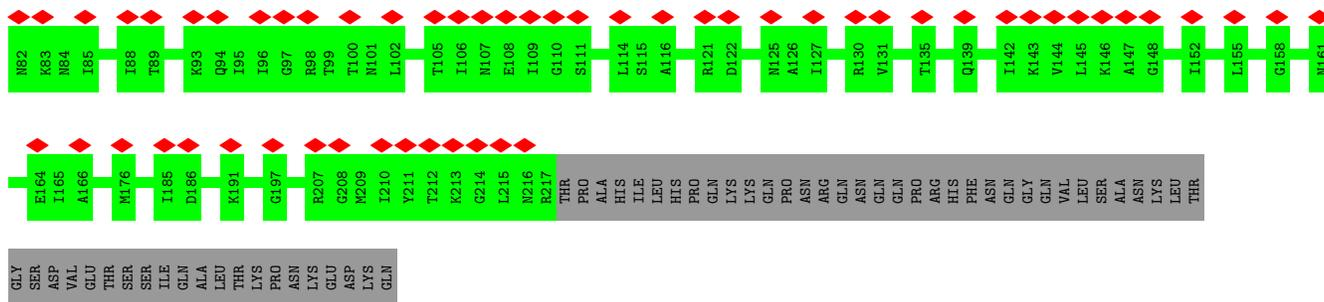 N82 K83 N84 I85 I88 T89 K93 Q94 I95 I96 G97 R98 T99 T100 N101 L102 T105 I106 N107 E108 I109 G110 S111 L114 S115 A116 R121 D122 N125 A126 I127 R130 V131 T135 Q139 I142 K143 V144 L145 K146 A147 G148 I152 L155 G158 N161
E164 I165 A166 M176 I185 D186 K191 G197 R207 G208 M209 I210 Y211 T212 K213 G214 L215 N216 R217 THR PRO ALA HIS ILE LEU HIS PRO GLN LYS LYS GLN PRO ASN ARG GLN ASN GLN GLN PRO ARG HIS PHE ASN GLN GLY GLN VAL LEU SER ALA ASN LYS LEU THR
GLY SER ASP VAL GLU THR SER SER ILE GLN ALA LEU THR LYS PRO ASN LYS GLU ASP LYS GLN